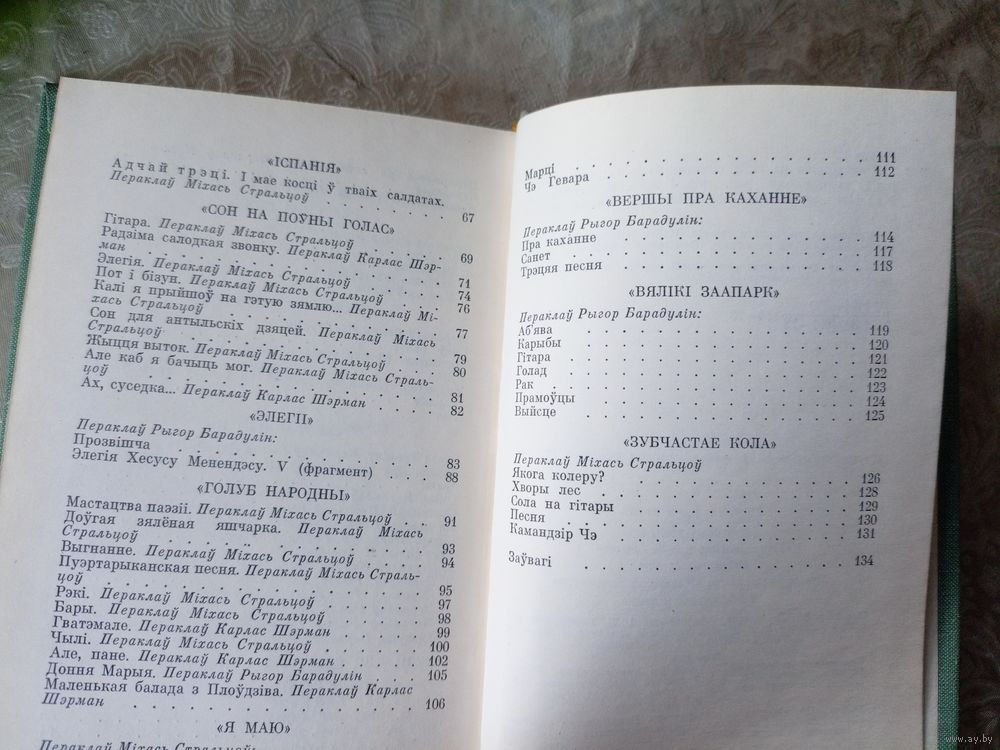 «ІСПАНІЯ»
Адчай трэці. І мае косці ў тваіх салдатах.
Пераклаў Міхась Стральцоў . . . . . 67
«СОН НА ПОЎНЫ ГОЛАС»
Гітара. Пераклаў Міхась Стральцоў . . . . 69
Радзіма салодкая звонку. Пераклаў Карлас Шэр-
ман . . . . . . . . . . . 71
Элегія. Пераклаў Міхась Стральцоў . . . . 74
Пот і бізун. Пераклаў Міхась Стральцоў . . . 76
Калі я прыйшоў на гэтую зямлю... Пераклаў Мі-
хась Стральцоў . . . . . . . . 77
Сон для антыльскіх дзяцей. Пераклаў Міхась
Стральцоў . . . . . . . . . 79
Жыцця выток. Пераклаў Міхась Стральцоў . . . 80
Але каб я бачыць мог. Пераклаў Міхась Страль-
цоў . . . . . . . . . . . 81
Ах, суседка... Пераклаў Карлас Шэрман . . . . 82
«ЭЛЕГІІ»
Пераклаў Рыгор Барадулін:
Прозвішча . . . . . . . . . . 83
Элегія Хесусу Менендэсу. V (фрагмент) . . . 88
«ГОЛУБ НАРОДНЫ»
Мастацтва паэзіі. Пераклаў Міхась Стральцоў . . 91
Доўгая зялёная яшчарка. Пераклаў Міхась
Стральцоў . . . . . . . . . 93
Выгнанне. Пераклаў Міхась Стральцоў . . . . 94
Пуэртарыканская песня. Пераклаў Міхась Страль-
цоў . . . . . . . . . . . 95
Рэкі. Пераклаў Міхась Стральцоў . . . . . 97
Бары. Пераклаў Міхась Стральцоў . . . . . 98
Гватэмале. Пераклаў Карлас Шэрман . . . . 99
Чылі. Пераклаў Міхась Стральцоў . . . . . 100
Але, пане. Пераклаў Карлас Шэрман . . . . 102
Доння Марыя. Пераклаў Рыгор Барадулін . . . 105
Маленькая балада з Плоўдзіва. Пераклаў Карлас
Шэрман . . . . . . . . . . 106
«Я МАЮ»
Пераклаў Міхась Стральцоў:
Марці . . . . . . . . . . . 111
Чэ Гевара . . . . . . . . . . 112
«ВЕРШЫ ПРА КАХАННЕ»
Пераклаў Рыгор Барадулін:
Пра каханне . . . . . . . . . 114
Санет . . . . . . . . . . . 117
Трэцяя песня . . . . . . . . . 118
«ВЯЛІКІ ЗААПАРК»
Пераклаў Рыгор Барадулін:
Аб'ява . . . . . . . . . . . 119
Карыбы . . . . . . . . . . . 120
Гітара . . . . . . . . . . . 121
Голад . . . . . . . . . . . 122
Рак . . . . . . . . . . . . 123
Прамоўцы . . . . . . . . . . 124
Выйсце . . . . . . . . . . . 125
«ЗУБЧАСТАЕ КОЛА»
Пераклаў Міхась Стральцоў
Якога колеру? . . . . . . . . . 126
Хворы лес . . . . . . . . . . 128
Сола на гітары . . . . . . . . . 129
Песня . . . . . . . . . . . 130
Камандзір Чэ . . . . . . . . . 131
Заўвагі . . . . . . . . . . . 134
www.ay.by